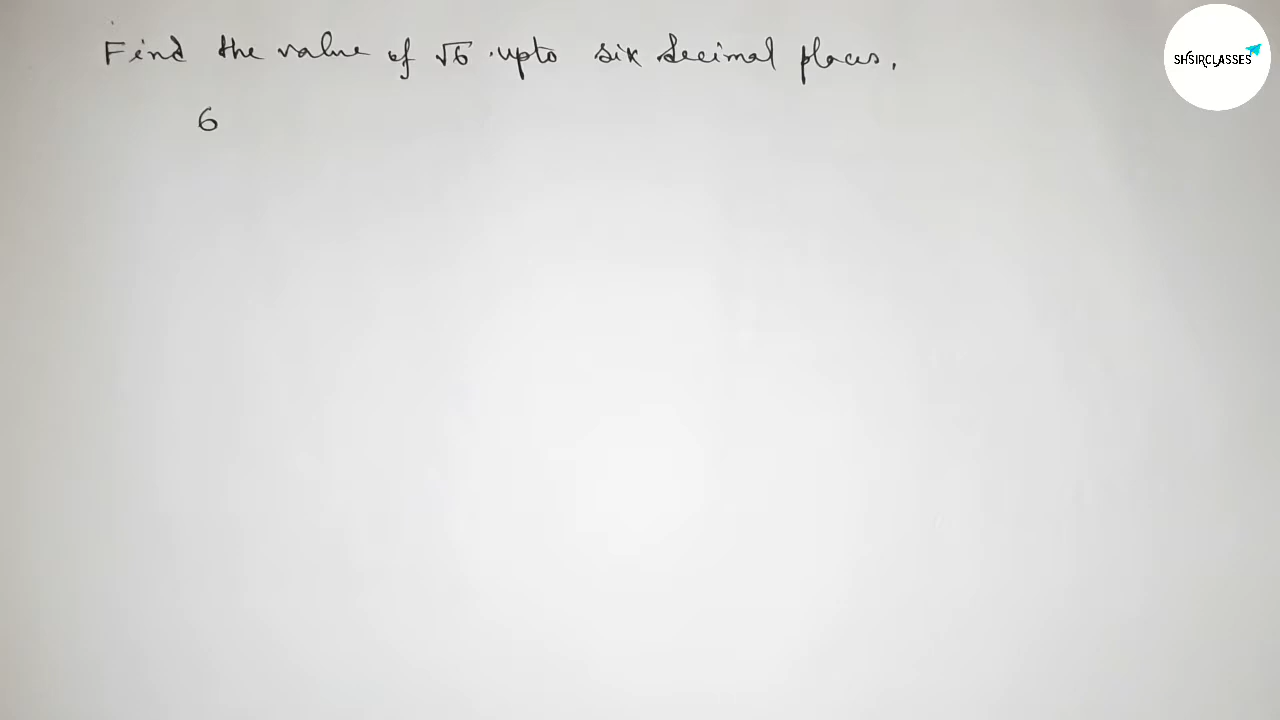 Find the value of √6 upto six decimal places.
SHSIRCLASSES
6